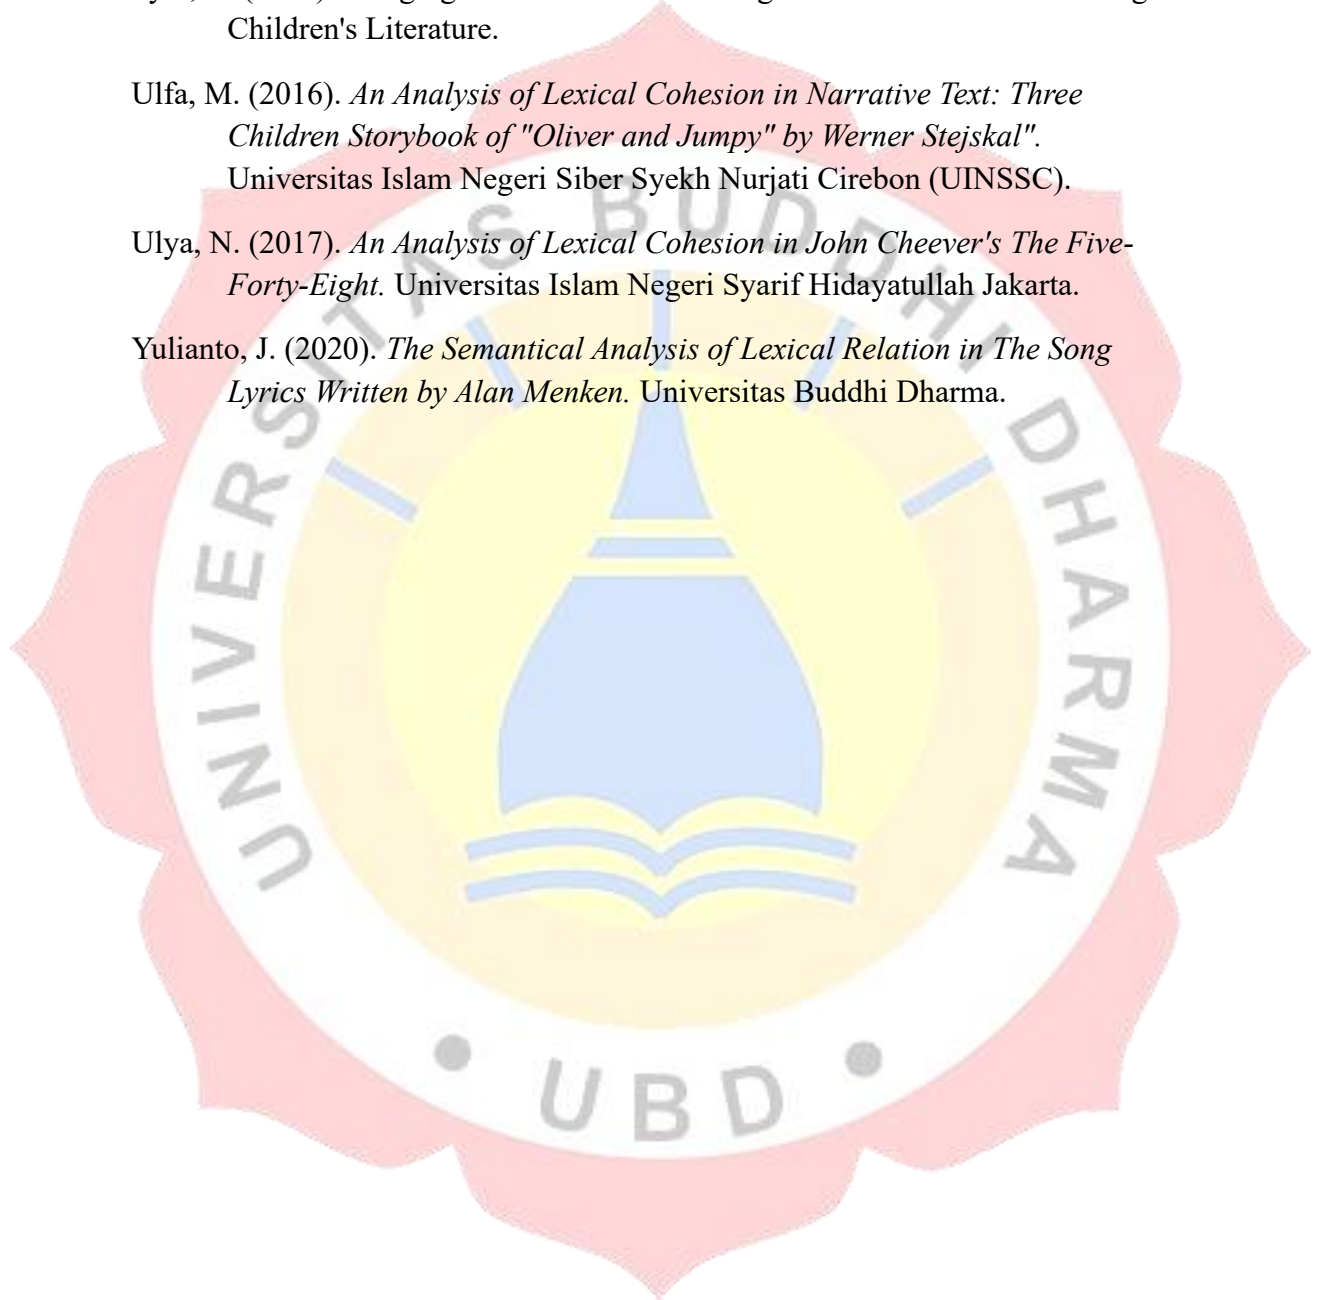 Children's Literature.
Ulfa, M. (2016). An Analysis of Lexical Cohesion in Narrative Text: Three
Children Storybook of "Oliver and Jumpy" by Werner Stejskal".
Universitas Islam Negeri Siber Syekh Nurjati Cirebon (UINSSC).
Ulya, N. (2017). An Analysis of Lexical Cohesion in John Cheever's The Five-
Forty-Eight. Universitas Islam Negeri Syarif Hidayatullah Jakarta.
Yulianto, J. (2020). The Semantical Analysis of Lexical Relation in The Song
Lyrics Written by Alan Menken. Universitas Buddhi Dharma.
UNIVERSITAS BUDDHI DHARMA
• UBD •